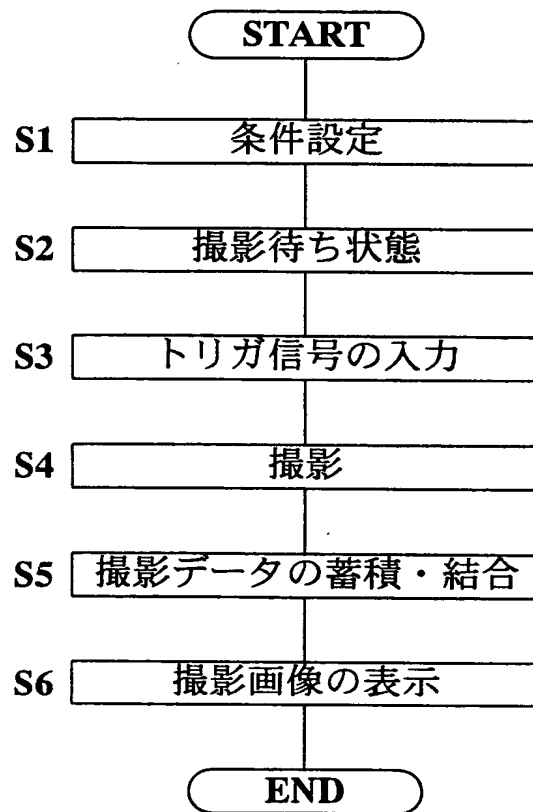 START
S1 条件設定
S2 撮影待ち状態
S3 トリガ信号の入力
S4 撮影
S5 撮影データの蓄積・結合
S6 撮影画像の表示
END